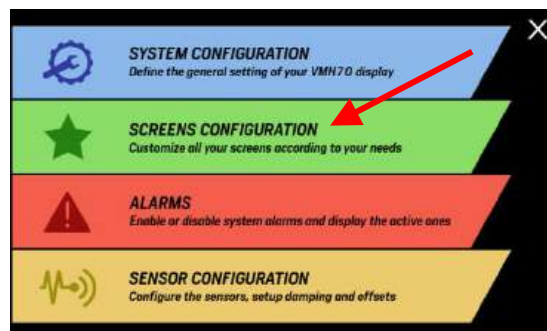 SYSTEM CONFIGURATION
Define the general setting of your VMH70 display
SCREENS CONFIGURATION
Customize all your screens according to your needs
ALARMS
Enable or disable system alarms and display the active ones
SENSOR CONFIGURATION
Configure the sensors, setup damping and offsets